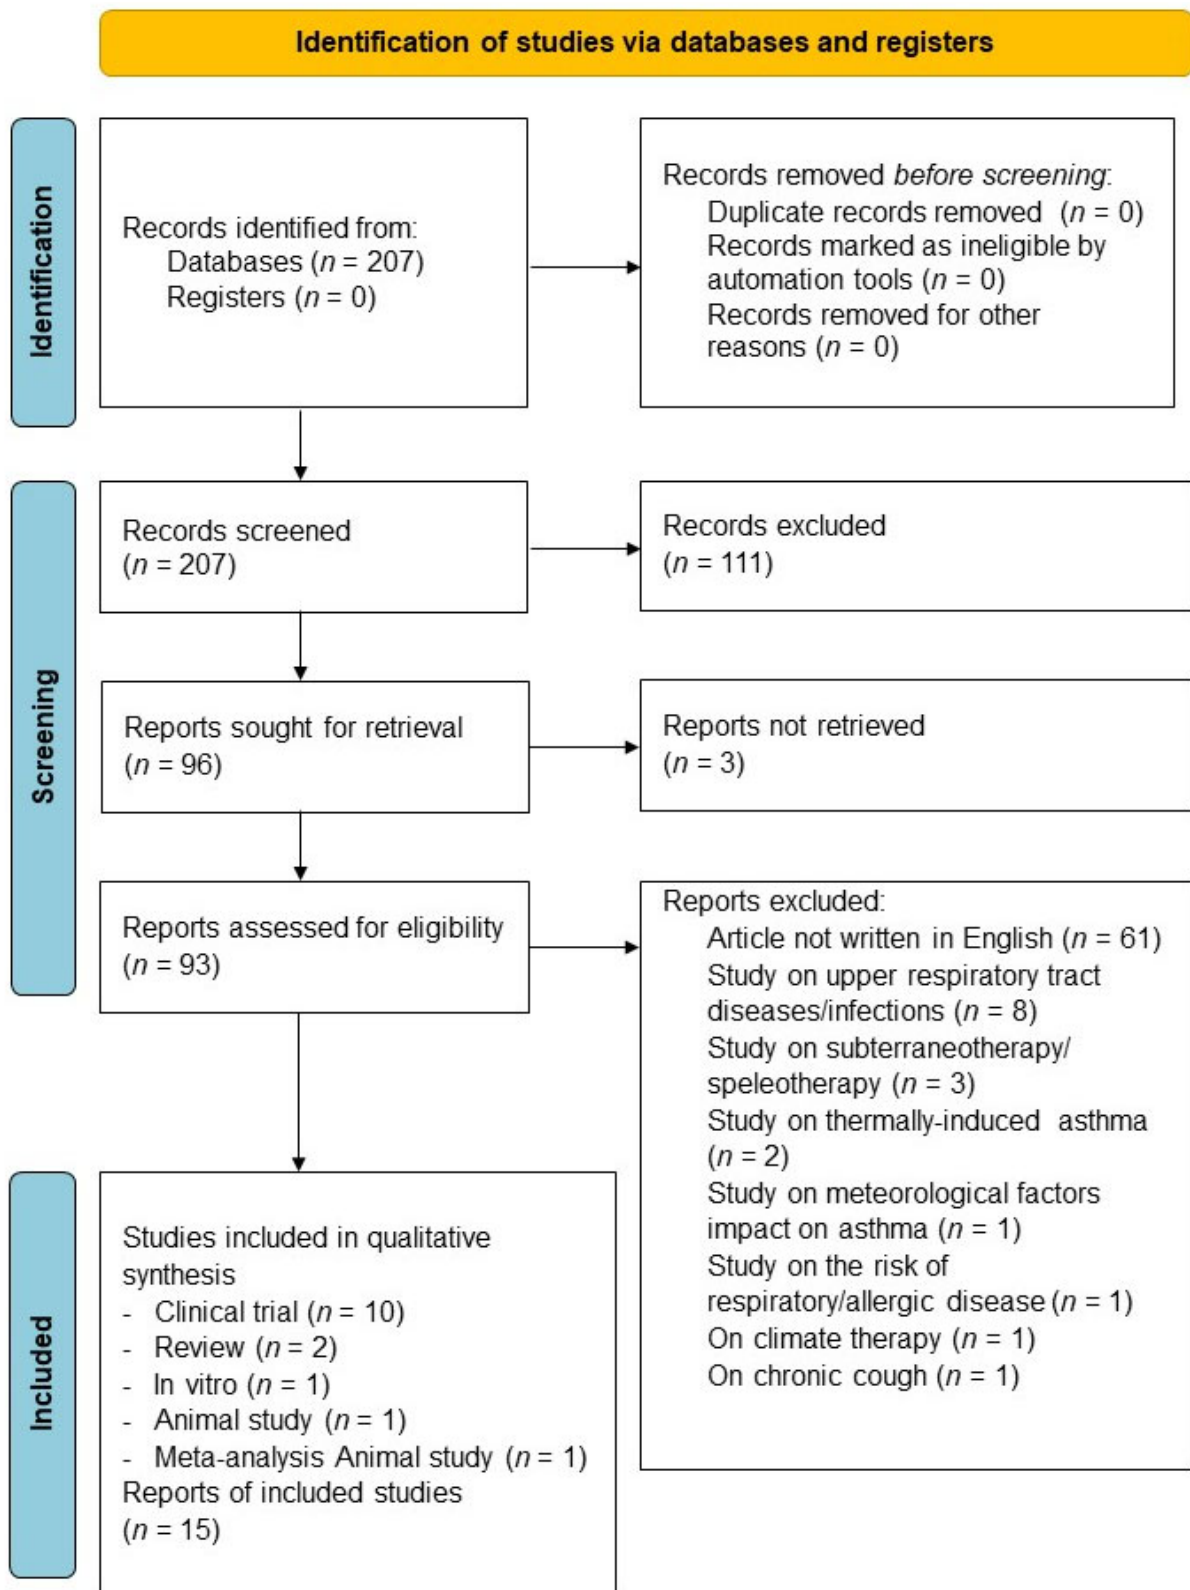 Identification of studies via databases and registers
Identification
Records identified from:
Databases (n = 207)
Registers (n = 0)
Records removed before screening:
Duplicate records removed (n = 0)
Records marked as ineligible by
automation tools (n = 0)
Records removed for other
reasons (n = 0)
Screening
Records screened
(n = 207)
Records excluded
(n = 111)
Reports sought for retrieval
(n = 96)
Reports not retrieved
(n = 3)
Reports assessed for eligibility
(n = 93)
Reports excluded:
Article not written in English (n = 61)
Study on upper respiratory tract
diseases/infections (n = 8)
Study on subterraneotherapy/
speleotherapy (n = 3)
Study on thermally-induced asthma
(n = 2)
Study on meteorological factors
impact on asthma (n = 1)
Study on the risk of
respiratory/allergic disease (n = 1)
On climate therapy (n = 1)
On chronic cough (n = 1)
Included
Studies included in qualitative
synthesis
- Clinical trial (n = 10)
- Review (n = 2)
- In vitro (n = 1)
- Animal study (n = 1)
- Meta-analysis Animal study (n = 1)
Reports of included studies
(n = 15)